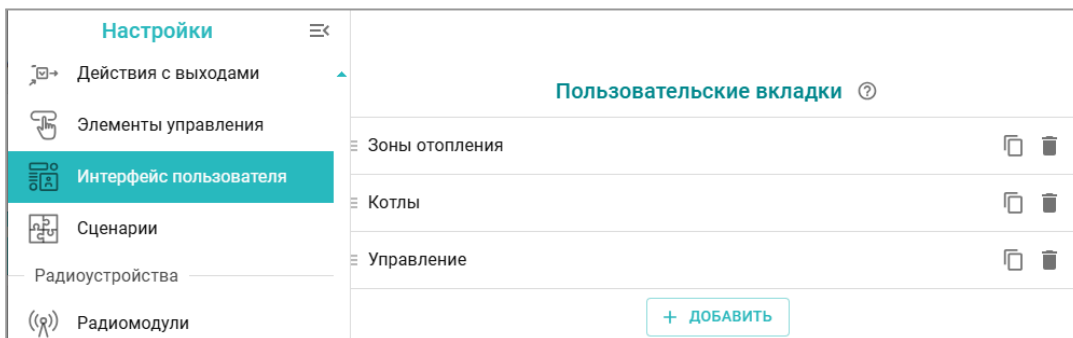 Настройки
Действия с выходами
Элементы управления
Интерфейс пользователя
Сценарии
Радиоустройства
Радиомодули
Пользовательские вкладки
Зоны отопления
Котлы
Управление
+ ДОБАВИТЬ